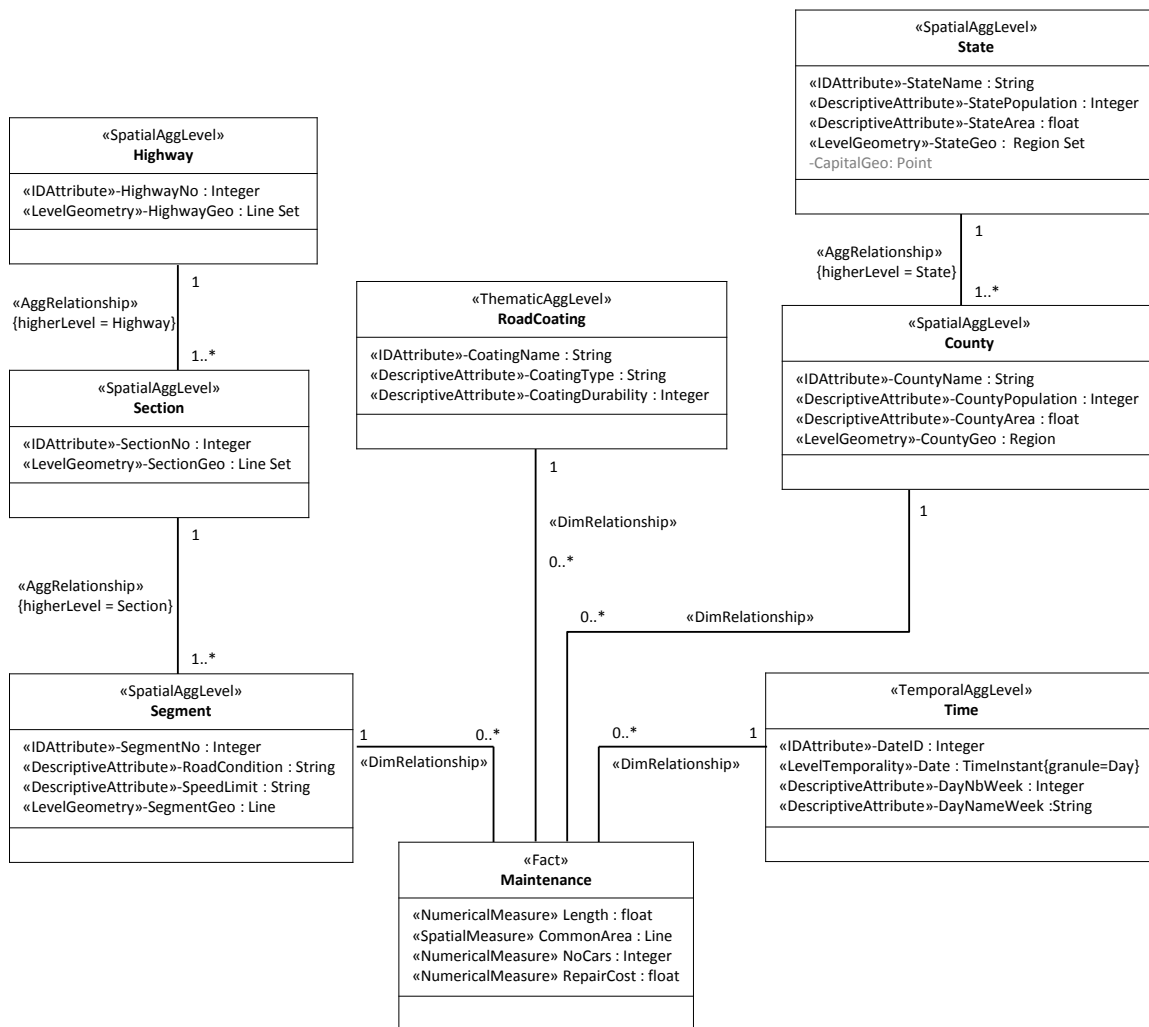 «SpatialAggLevel»
State
«IDAttribute»-StateName : String
«DescriptiveAttribute»-StatePopulation : Integer
«DescriptiveAttribute»-StateArea : float
«LevelGeometry»-StateGeo : Region Set
-CapitalGeo: Point
«SpatialAggLevel»
Highway
«IDAttribute»-HighwayNo : Integer
«LevelGeometry»-HighwayGeo : Line Set
1
«AggRelationship»
{higherLevel = State}
1..*
1
«AggRelationship»
{higherLevel = Highway}
1..*
«ThematicAggLevel»
RoadCoating
«IDAttribute»-CoatingName : String
«DescriptiveAttribute»-CoatingType : String
«DescriptiveAttribute»-CoatingDurability : Integer
«SpatialAggLevel»
County
«IDAttribute»-CountyName : String
«DescriptiveAttribute»-CountyPopulation : Integer
«DescriptiveAttribute»-CountyArea : float
«LevelGeometry»-CountyGeo : Region
«SpatialAggLevel»
Section
«IDAttribute»-SectionNo : Integer
«LevelGeometry»-SectionGeo : Line Set
1
«DimRelationship»
0..*
1
0..*
«DimRelationship»
1
«AggRelationship»
{higherLevel = Section}
1..*
«SpatialAggLevel»
Segment
«IDAttribute»-SegmentNo : Integer
«DescriptiveAttribute»-RoadCondition : String
«DescriptiveAttribute»-SpeedLimit : String
«LevelGeometry»-SegmentGeo : Line
1
0..*
«DimRelationship»
0..*
1
«DimRelationship»
«TemporalAggLevel»
Time
«IDAttribute»-DateID : Integer
«LevelTemporality»-Date : TimeInstant{granule=Day}
«DescriptiveAttribute»-DayNbWeek : Integer
«DescriptiveAttribute»-DayNameWeek :String
«Fact»
Maintenance
«NumericalMeasure» Length : float
«SpatialMeasure» CommonArea : Line
«NumericalMeasure» NoCars : Integer
«NumericalMeasure» RepairCost : float